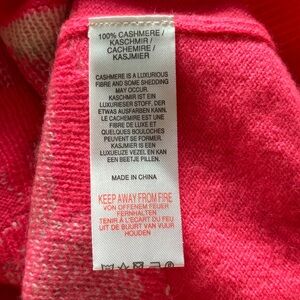 100% CASHMERE /
KASCHMIR /
CACHEMIRE /
KASJMIER
CASHMERE IS A LUXURIOUS
FIBRE AND SOME SHEDDING
MAY OCCUR.
KASCHMIR IST EIN
LUXURIESER STOFF, DER
ETWAS AUSFARBEN KANN.
LE CACHEMIRE EST UNE
FIBRE DE LUXE ET
QUELQUES BOULOCHES
PEUVENT SE FORMER.
KASJMIER IS EEN
LUXUEUZE VEZEL EN KAN
EEN BEETJE PILLEN.
MADE IN CHINA
KEEP AWAY FROM FIRE
VON OFFENEM FEUER
FERNHALTEN
TENIR À L'ÉCART DU FEU
UIT DE BUURT VAN VUUR
HOUDEN